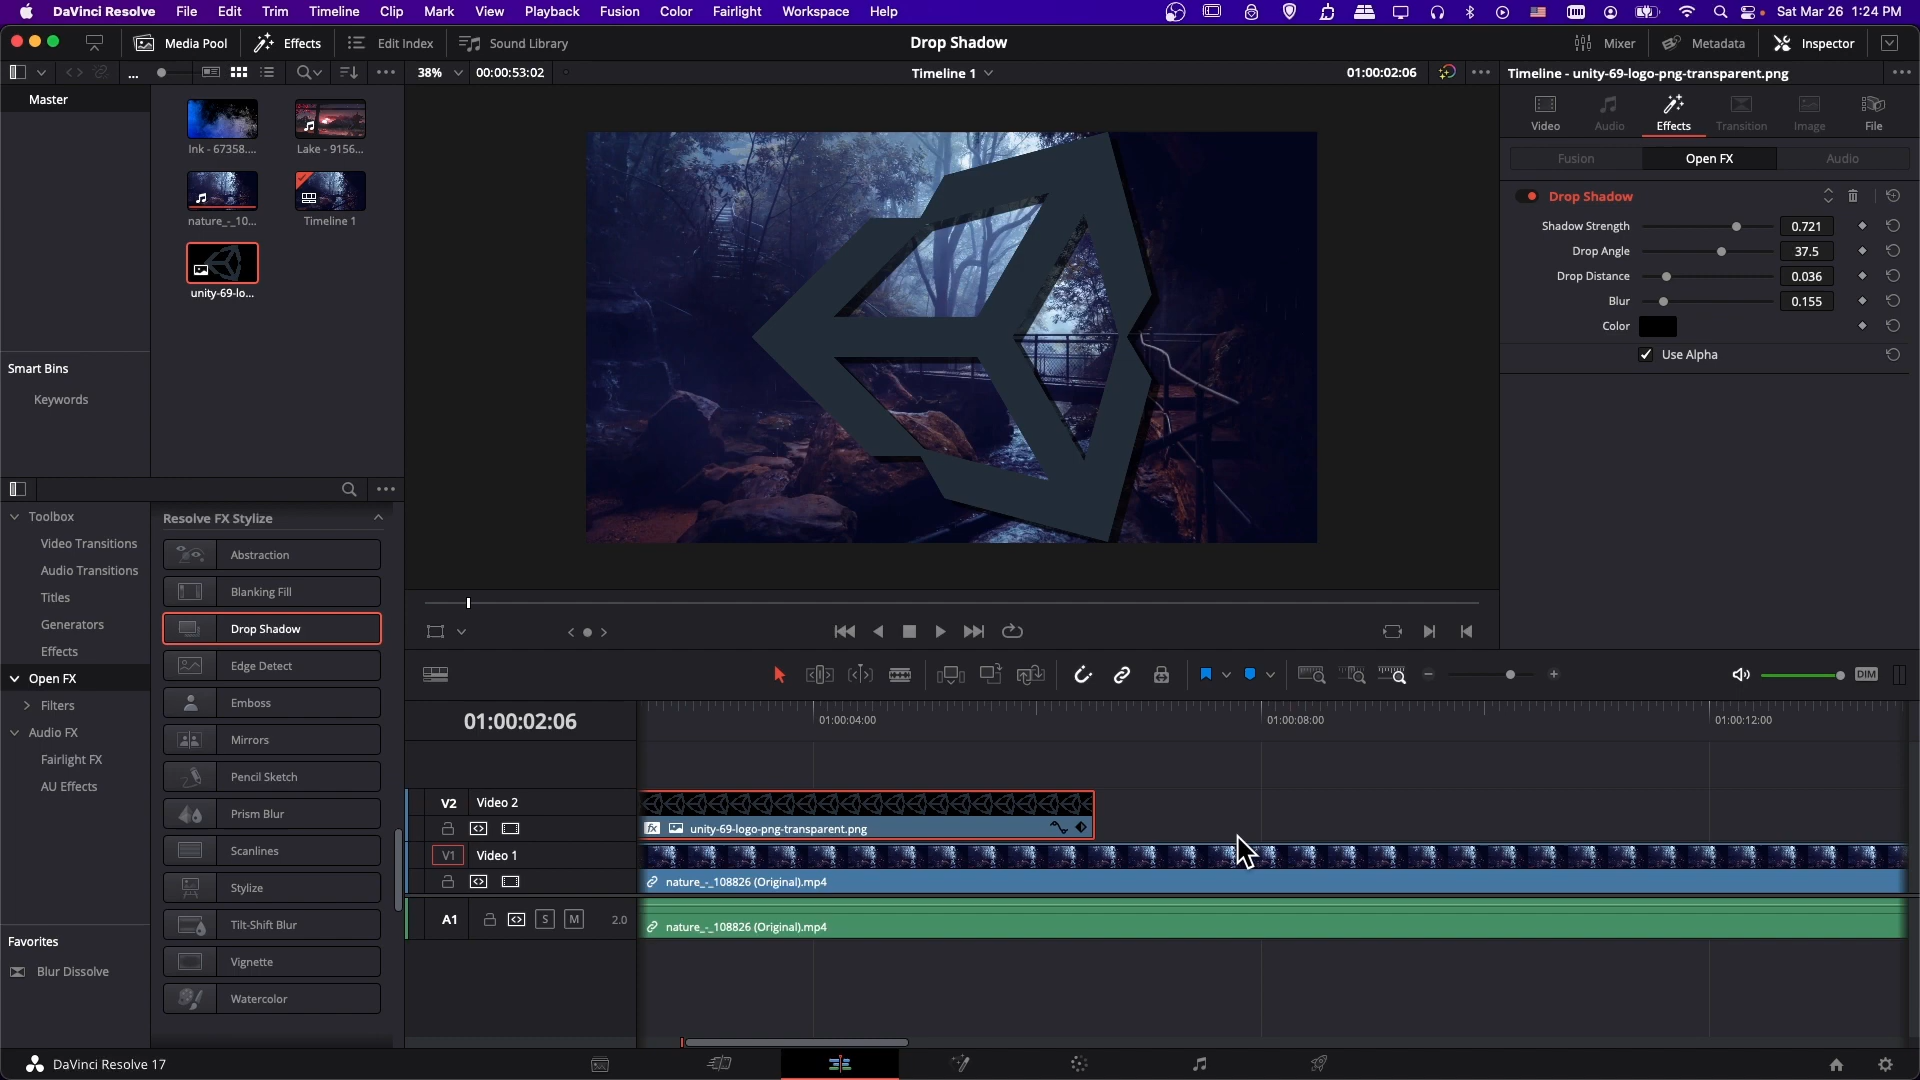 DaVinci Resolve File Edit Trim Timeline Clip Mark View Playback Fusion Color Fairlight Workspace Help Sat Mar 26 1:24 PM
Media Pool Effects Edit Index Sound Library Drop Shadow Mixer Metadata Inspector
38% 00:00:53:02 Timeline 1 01:00:02:06 Timeline - unity-69-logo-png-transparent.png
Master
Ink - 67358.... Lake - 9156...
nature_-_10... Timeline 1
unity-69-lo...
Smart Bins
Keywords
Video Audio Effects Transition Image File
Fusion Open FX Audio
Drop Shadow
Shadow Strength 0.721
Drop Angle 37.5
Drop Distance 0.036
Blur 0.155
Color
Use Alpha
Toolbox
Video Transitions
Audio Transitions
Titles
Generators
Effects
Open FX
Filters
Audio FX
Fairlight FX
AU Effects
Favorites
Blur Dissolve
Resolve FX Stylize
Abstraction
Blanking Fill
Drop Shadow
Edge Detect
Emboss
Mirrors
Pencil Sketch
Prism Blur
Scanlines
Stylize
Tilt-Shift Blur
Vignette
Watercolor
DIM
01:00:02:06 01:00:04:00 01:00:08:00 01:00:12:00
V2 Video 2
fx unity-69-logo-png-transparent.png
V1 Video 1
nature_-_108826 (Original).mp4
A1 S M 2.0
nature_-_108826 (Original).mp4
DaVinci Resolve 17